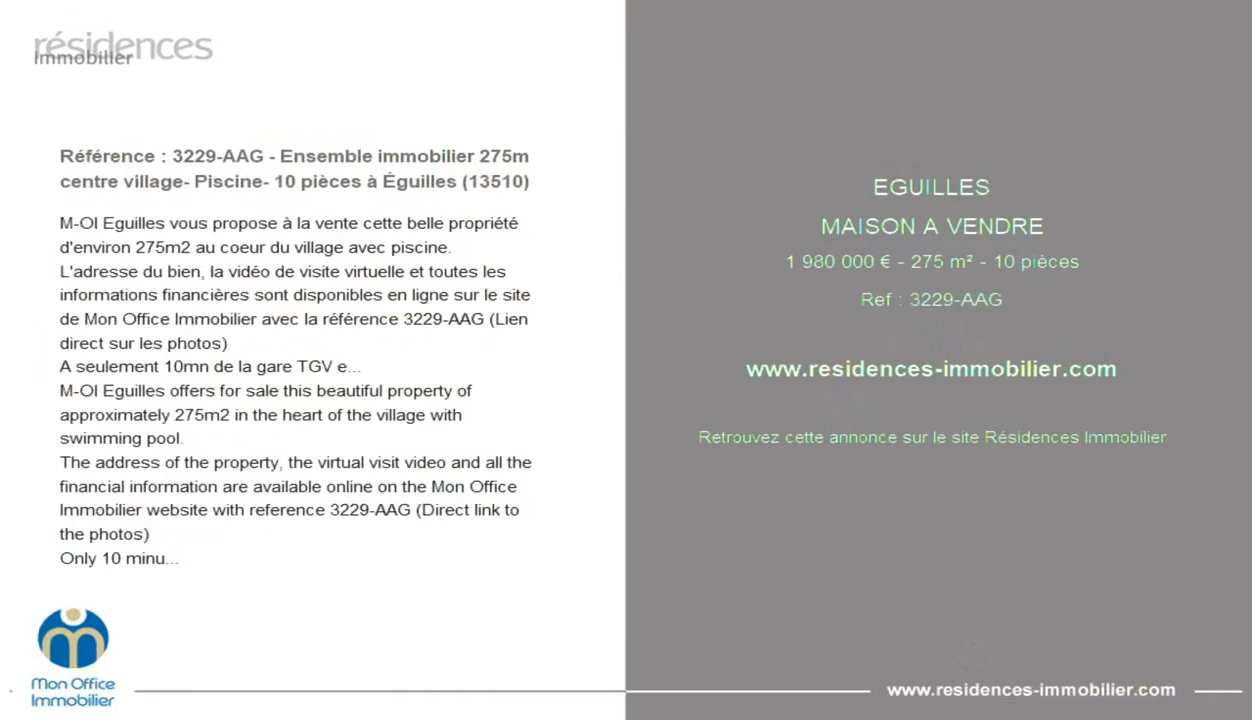 résidences
immobilier
Référence : 3229-AAG - Ensemble immobilier 275m
centre village- Piscine- 10 pièces à Éguilles (13510)
M-OI Eguilles vous propose à la vente cette belle propriété
d'environ 275m2 au coeur du village avec piscine.
L'adresse du bien, la vidéo de visite virtuelle et toutes les
informations financières sont disponibles en ligne sur le site
de Mon Office Immobilier avec la référence 3229-AAG (Lien
direct sur les photos)
A seulement 10mn de la gare TGV e...
M-OI Eguilles offers for sale this beautiful property of
approximately 275m2 in the heart of the village with
swimming pool.
The address of the property, the virtual visit video and all the
financial information are available online on the Mon Office
Immobilier website with reference 3229-AAG (Direct link to
the photos)
Only 10 minu...
Mon Office
Immobilier
EGUILLES
MAISON A VENDRE
1 980 000 € - 275 m² - 10 pièces
Ref : 3229-AAG
www.residences-immobilier.com
Retrouvez cette annonce sur le site Résidences Immobilier
www.residences-immobilier.com